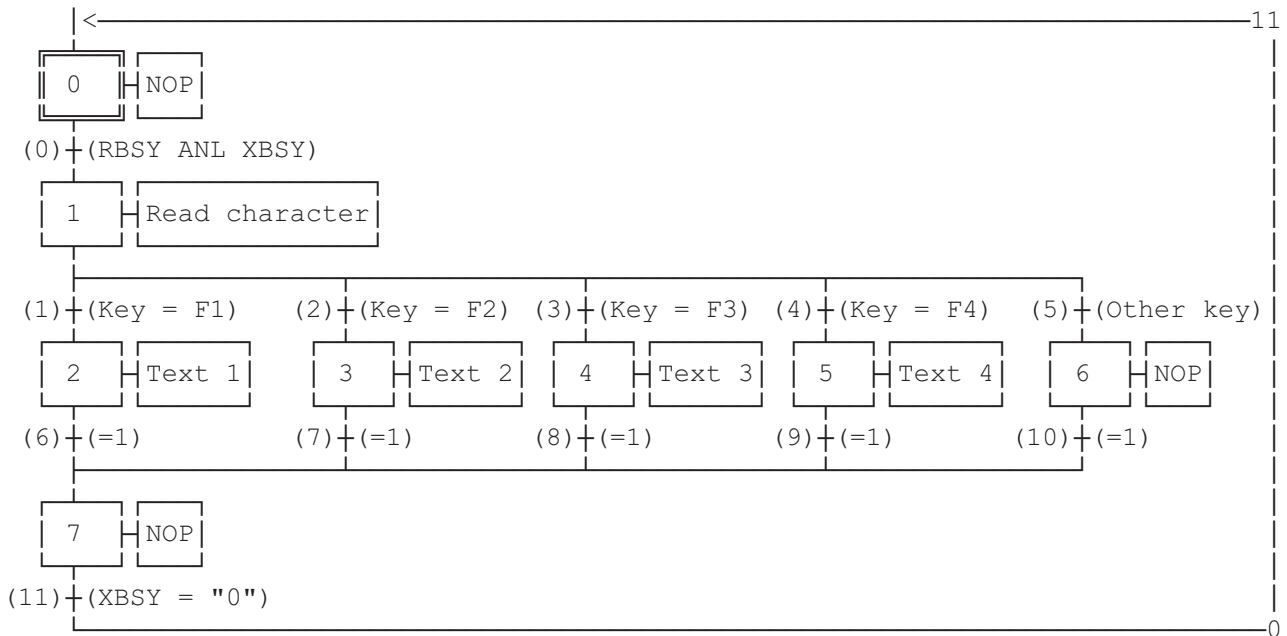 11
0 NOP
(0) (RBSY ANL XBSY)
1 Read character
(1) (Key = F1) (2) (Key = F2) (3) (Key = F3) (4) (Key = F4) (5) (Other key)
2 Text 1 3 Text 2 4 Text 3 5 Text 4 6 NOP
(6) (=1) (7) (=1) (8) (=1) (9) (=1) (10) (=1)
7 NOP
(11) (XBSY = "0")
0